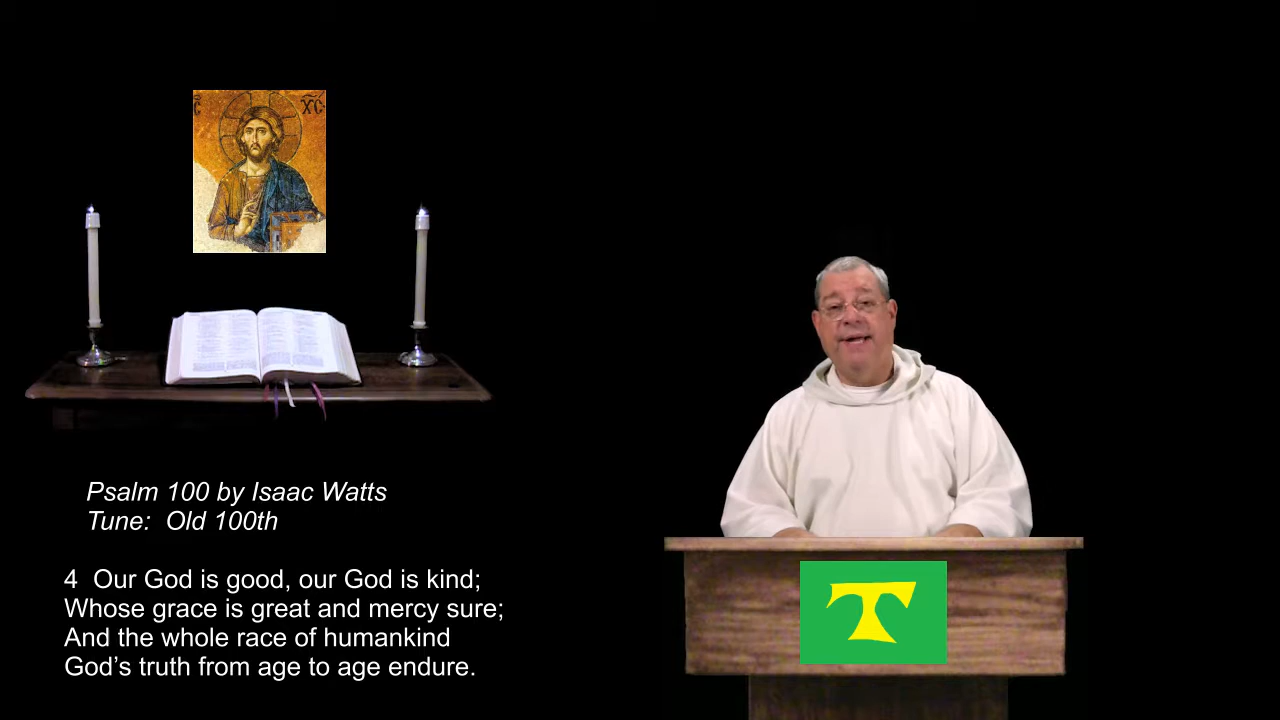 XC
Psalm 100 by Isaac Watts
Tune:  Old 100th
4  Our God is good, our God is kind;
Whose grace is great and mercy sure;
And the whole race of humankind
God’s truth from age to age endure.
T